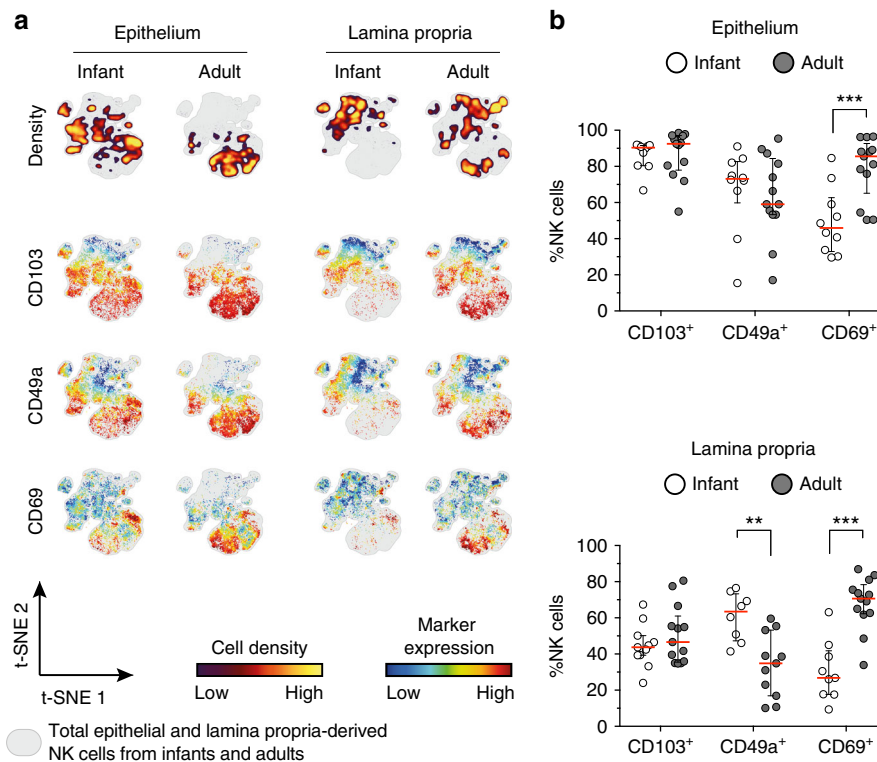 a
Epithelium
Lamina propria
Infant
Adult
Infant
Adult
Density
CD103
CD49a
CD69
t-SNE 2
t-SNE 1
Cell density
Low
High
Marker
expression
Low
High
Total epithelial and lamina propria-derived
NK cells from infants and adults
b
Epithelium
Infant
Adult
***
100
80
60
40
20
0
%NK cells
CD103+
CD49a+
CD69+
Lamina propria
Infant
Adult
**
***
100
80
60
40
20
0
%NK cells
CD103+
CD49a+
CD69+